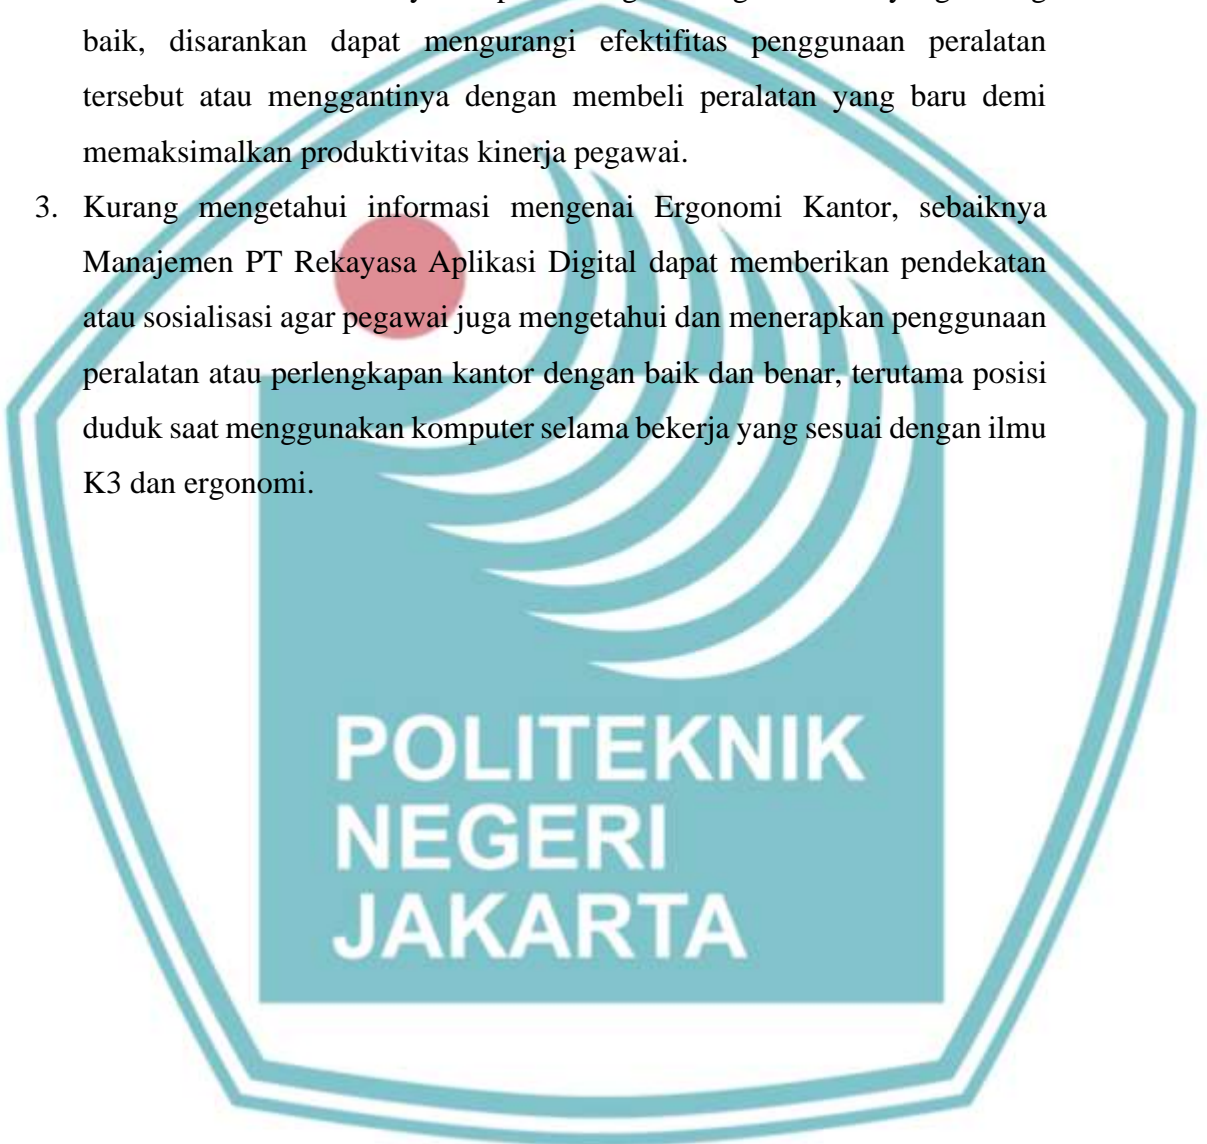 baik, disarankan dapat mengurangi efektifitas penggunaan peralatan
tersebut atau menggantinya dengan membeli peralatan yang baru demi
memaksimalkan produktivitas kinerja pegawai.
3. Kurang mengetahui informasi mengenai Ergonomi Kantor, sebaiknya
Manajemen PT Rekayasa Aplikasi Digital dapat memberikan pendekatan
atau sosialisasi agar pegawai juga mengetahui dan menerapkan penggunaan
peralatan atau perlengkapan kantor dengan baik dan benar, terutama posisi
duduk saat menggunakan komputer selama bekerja yang sesuai dengan ilmu
K3 dan ergonomi.
POLITEKNIK
NEGERI
JAKARTA